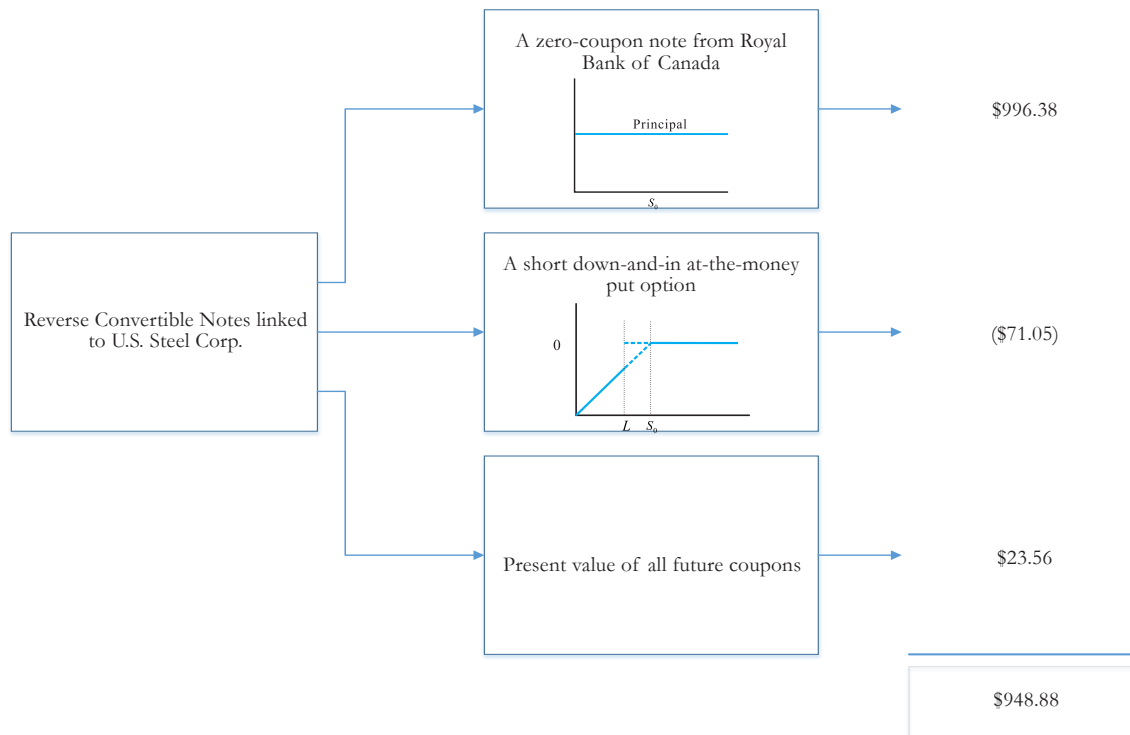 A zero-coupon note from Royal
Bank of Canada
Principal
S₀
$996.38
Reverse Convertible Notes linked
to U.S. Steel Corp.
A short down-and-in at-the-money
put option
0
L
S₀
($71.05)
Present value of all future coupons
$23.56
$948.88